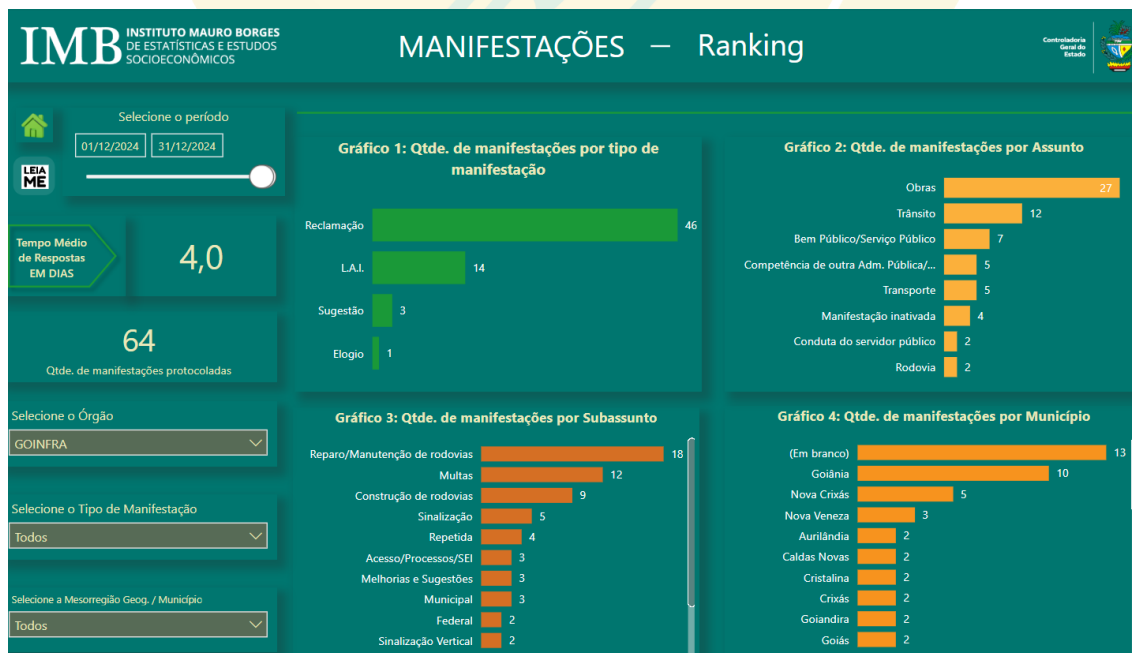 IMB
INSTITUTO MAURO BORGES
DE ESTATÍSTICAS E ESTUDOS
SOCIOECONÔMICOS
MANIFESTAÇÕES – Ranking
Controladoria
Geral do
Estado
LEIA
ME
Selecione o período
01/12/2024 31/12/2024
Tempo Médio
de Respostas
EM DIAS
4,0
64
Qtde. de manifestações protocoladas
Selecione o Órgão
GOINFRA
Selecione o Tipo de Manifestação
Todos
Selecione a Mesorregião Geog. / Município
Todos
Gráfico 1: Qtde. de manifestações por tipo de
manifestação
Reclamação 46
L.A.I. 14
Sugestão 3
Elogio 1
Gráfico 2: Qtde. de manifestações por Assunto
Obras 27
Trânsito 12
Bem Público/Serviço Público 7
Competência de outra Adm. Pública/... 5
Transporte 5
Manifestação inativada 4
Conduta do servidor público 2
Rodovia 2
Gráfico 3: Qtde. de manifestações por Subassunto
Reparo/Manutenção de rodovias 18
Multas 12
Construção de rodovias 9
Sinalização 5
Repetida 4
Acesso/Processos/SEI 3
Melhorias e Sugestões 3
Municipal 3
Federal 2
Sinalização Vertical 2
Gráfico 4: Qtde. de manifestações por Município
(Em branco) 13
Goiânia 10
Nova Crixás 5
Nova Veneza 3
Aurilândia 2
Caldas Novas 2
Cristalina 2
Crixás 2
Goiandira 2
Goiás 2